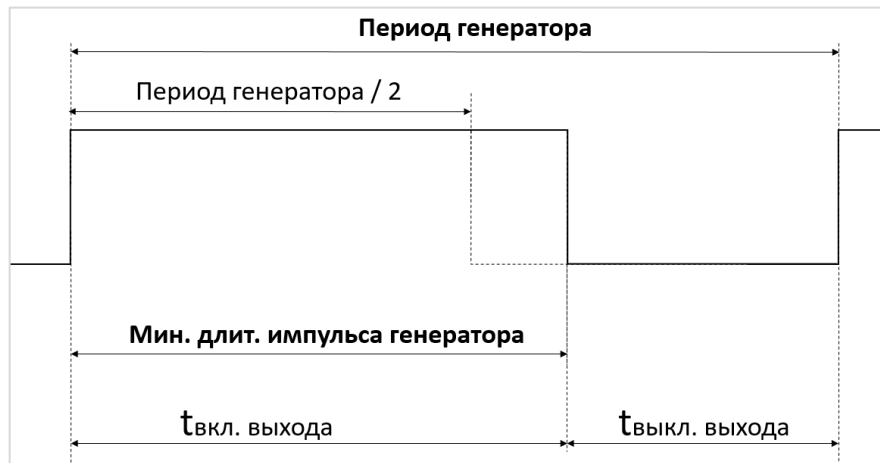 Период генератора
Период генератора / 2
Мин. длит. импульса генератора
tвкл. выхода
tвыкл. выхода